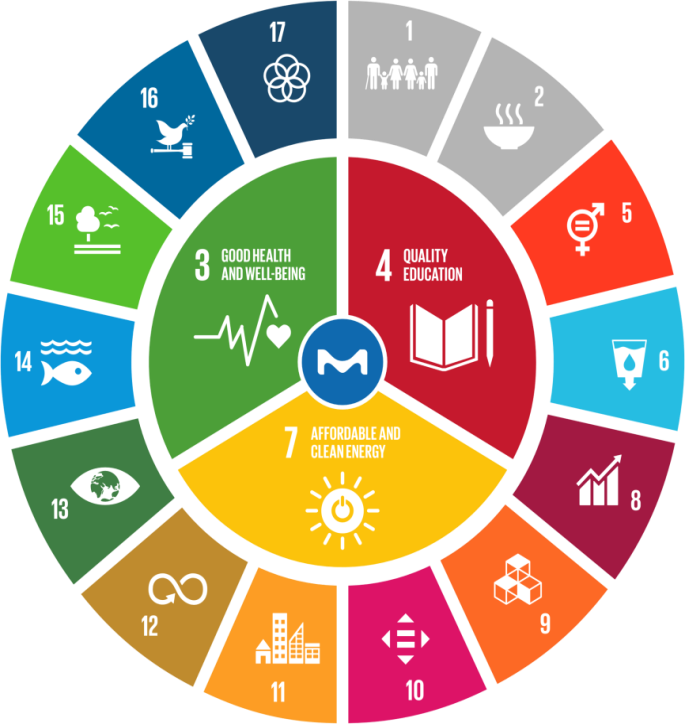 17
1
2
16
5
15
3 GOOD HEALTH
AND WELL-BEING
4 QUALITY
EDUCATION
14
6
M
7 AFFORDABLE AND
CLEAN ENERGY
13
8
12
9
11
10